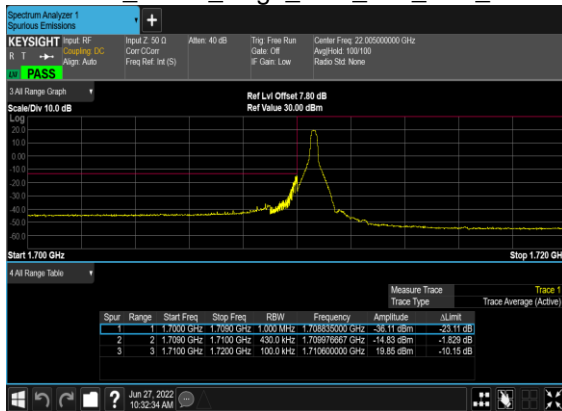 Spectrum Analyzer 1
Spurious Emissions
+
KEYSIGHT Input: RF Input Z: 50 Ω Atten: 40 dB Trig: Free Run Center Freq: 22.005000000 GHz
R T Coupling: DC Corr CCorr Gate: Off Avg|Hold: 100/100
Align: Auto Freq Ref: Int (S) IF Gain: Low Radio Std: None
PASS
3 All Range Graph
Ref Lvl Offset 7.80 dB
Scale/Div 10.0 dB Ref Value 30.00 dBm
Log
20.0
10.0
0.00
-10.0
-20.0
-30.0
-40.0
-50.0
-60.0
Start 1.700 GHz Stop 1.720 GH
4 All Range Table
Measure Trace Trace 1
Trace Type Trace Average (Active)
Spur Range Start Freq Stop Freq RBW Frequency Amplitude ΔLimit
1 1 1.7000 GHz 1.7090 GHz 1.000 MHz 1.708835000 GHz -36.11 dBm -23.11 dB
2 2 1.7090 GHz 1.7100 GHz 430.0 kHz 1.709976667 GHz -14.83 dBm -1.829 dB
3 3 1.7100 GHz 1.7200 GHz 100.0 kHz 1.710600000 GHz 19.85 dBm -10.15 dB
? Jun 27, 2022
10:32:34 AM